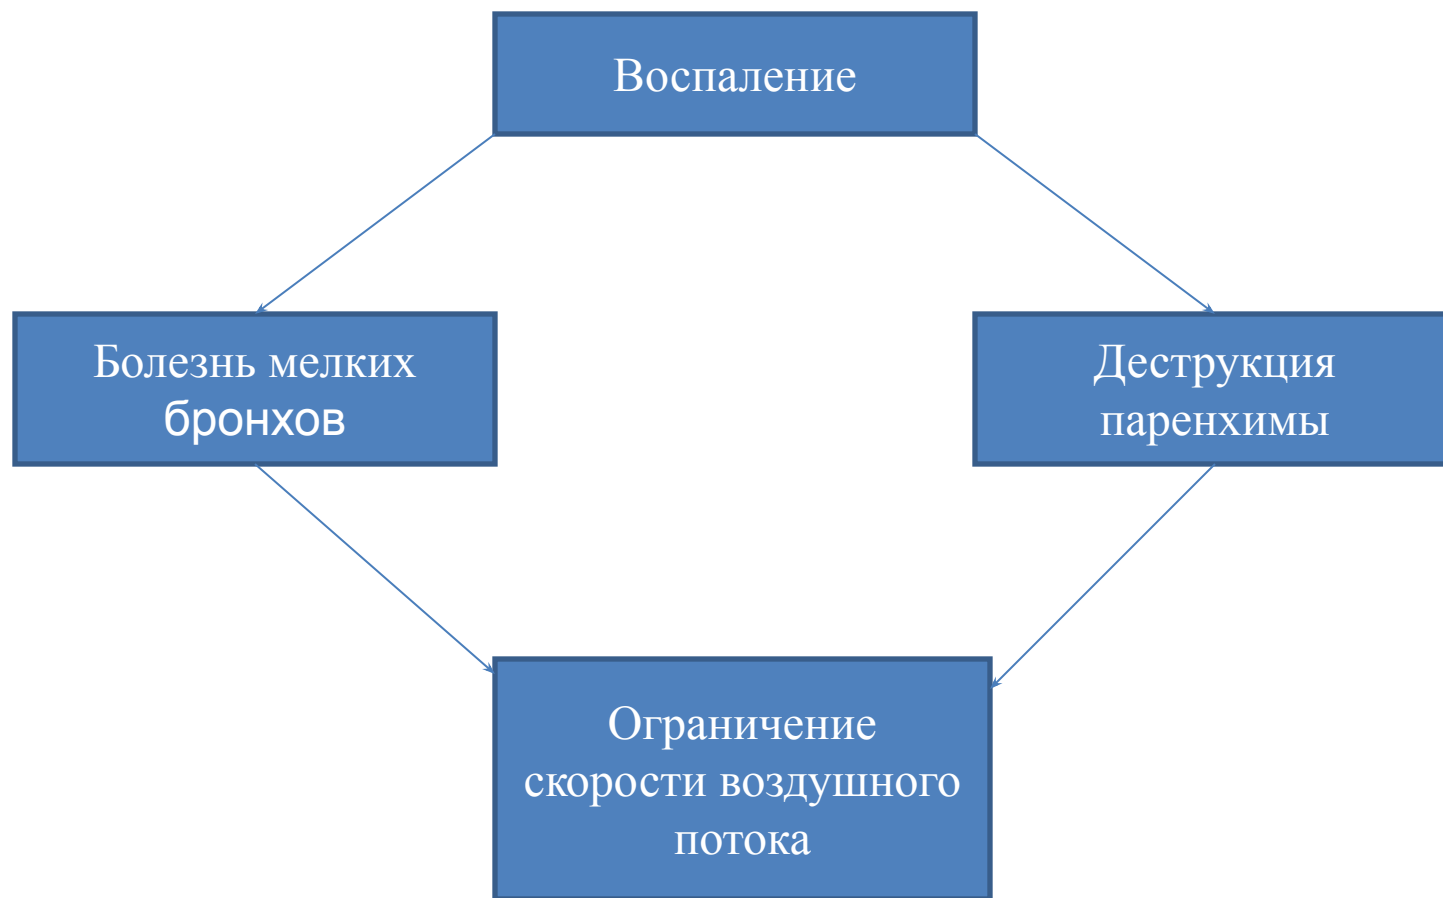 Воспаление
Болезнь мелких
бронхов
Деструкция
паренхимы
Ограничение
скорости воздушного
потока